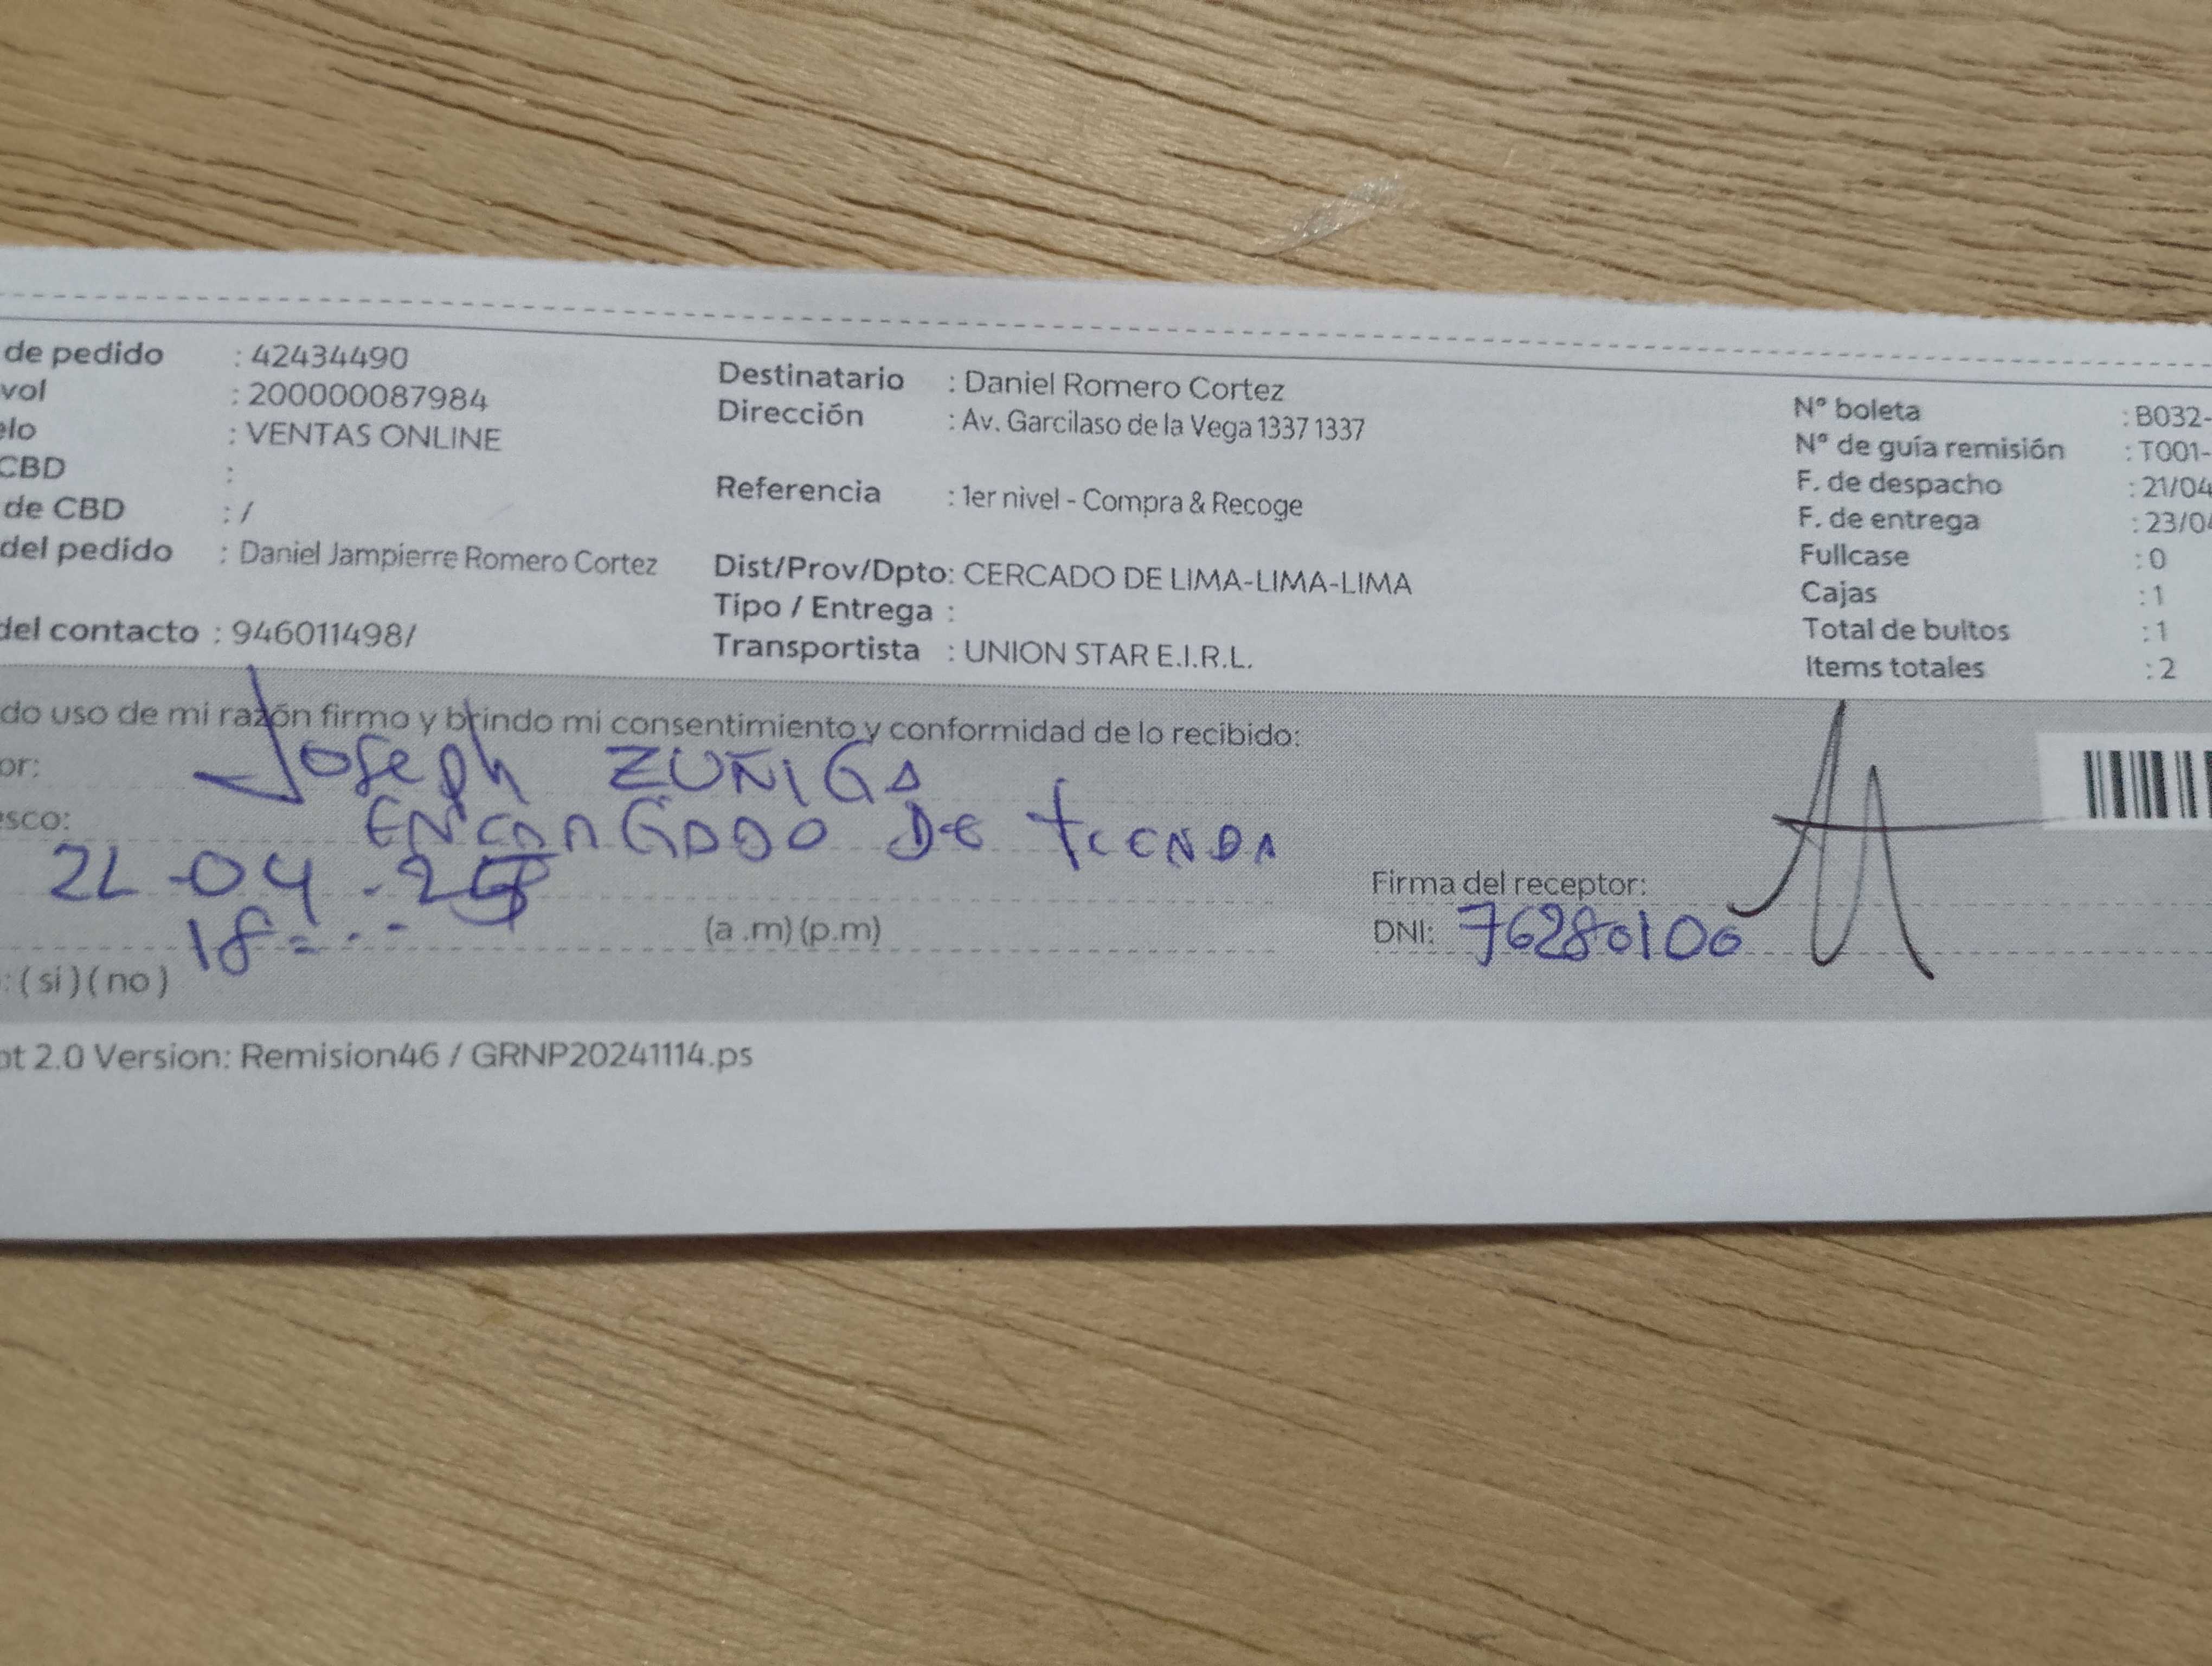 de pedido : 42434490
vol : 200000087984
elo : VENTAS ONLINE
CBD :
de CBD : /
del pedido : Daniel Jampierre Romero Cortez
del contacto : 946011498/
Destinatario : Daniel Romero Cortez
Dirección : Av. Garcilaso de la Vega 1337 1337
Referencia : 1er nivel - Compra & Recoge
Dist/Prov/Dpto: CERCADO DE LIMA-LIMA-LIMA
Tipo / Entrega :
Transportista : UNION STAR E.I.R.L.
Nº boleta : B032-
Nº de guía remisión : T001-
F. de despacho : 21/04
F. de entrega : 23/04
Fullcase : 0
Cajas : 1
Total de bultos : 1
Items totales : 2
do uso de mi razón firmo y brindo mi consentimiento y conformidad de lo recibido:
or: Joseph ZUÑIGA
esco: ENCARGADO DE tIENDA
(a .m) (p.m)
: ( si ) ( no )
Firma del receptor:
DNI: 76280106
ot 2.0 Version: Remision46 / GRNP20241114.ps